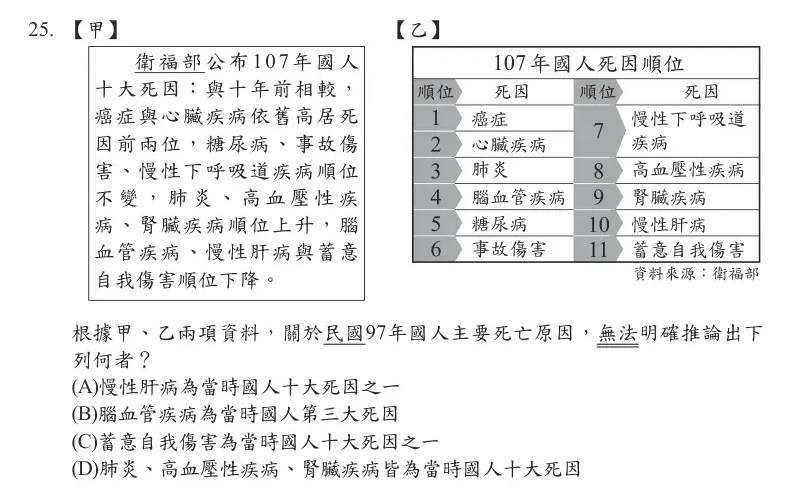 25. 【甲】
衛福部公布107年國人
十大死因：與十年前相較，
癌症與心臟疾病依舊高居死
因前兩位，糖尿病、事故傷
害、慢性下呼吸道疾病順位
不變，肺炎、高血壓性疾
病、腎臟疾病順位上升，腦
血管疾病、慢性肝病與蓄意
自我傷害順位下降。
【乙】
107年國人死因順位
順位 死因 順位 死因
1 癌症 7 慢性下呼吸道
2 心臟疾病 疾病
3 肺炎 8 高血壓性疾病
4 腦血管疾病 9 腎臟疾病
5 糖尿病 10 慢性肝病
6 事故傷害 11 蓄意自我傷害
資料來源：衛福部
根據甲、乙兩項資料，關於民國97年國人主要死亡原因，無法明確推論出下
列何者？
(A)慢性肝病為當時國人十大死因之一
(B)腦血管疾病為當時國人第三大死因
(C)蓄意自我傷害為當時國人十大死因之一
(D)肺炎、高血壓性疾病、腎臟疾病皆為當時國人十大死因